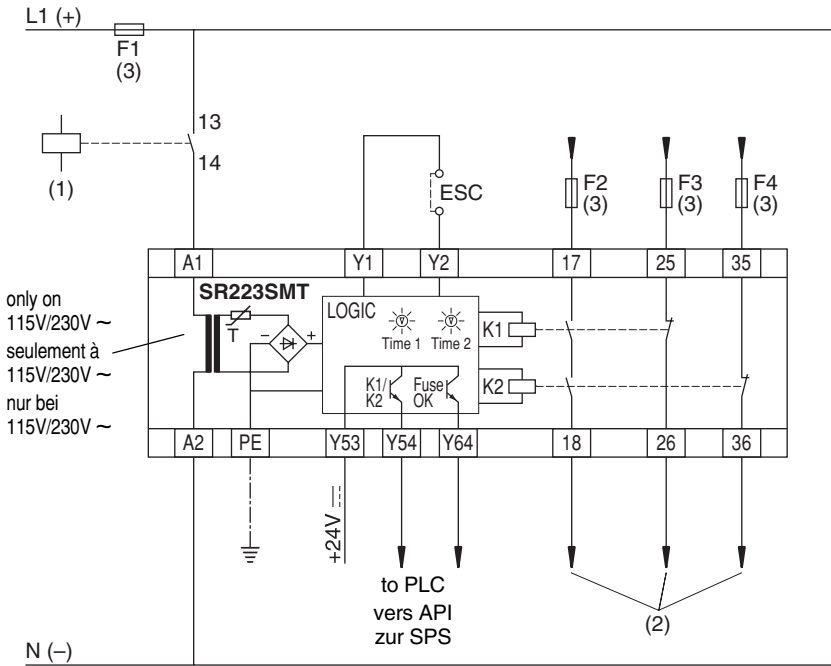 L1 (+)
F1
(3)
13
14
(1)
ESC
F2
(3)
F3
(3)
F4
(3)
A1
Y1
Y2
17
25
35
SR223SMT
only on
115V/230V ~
seulement à
115V/230V ~
nur bei
115V/230V ~
T
–
+
LOGIC
Time 1
Time 2
K1
K1/
K2
Fuse
OK
K2
A2
PE
Y53
Y54
Y64
18
26
36
+24V
to PLC
vers API
zur SPS
(2)
N (–)